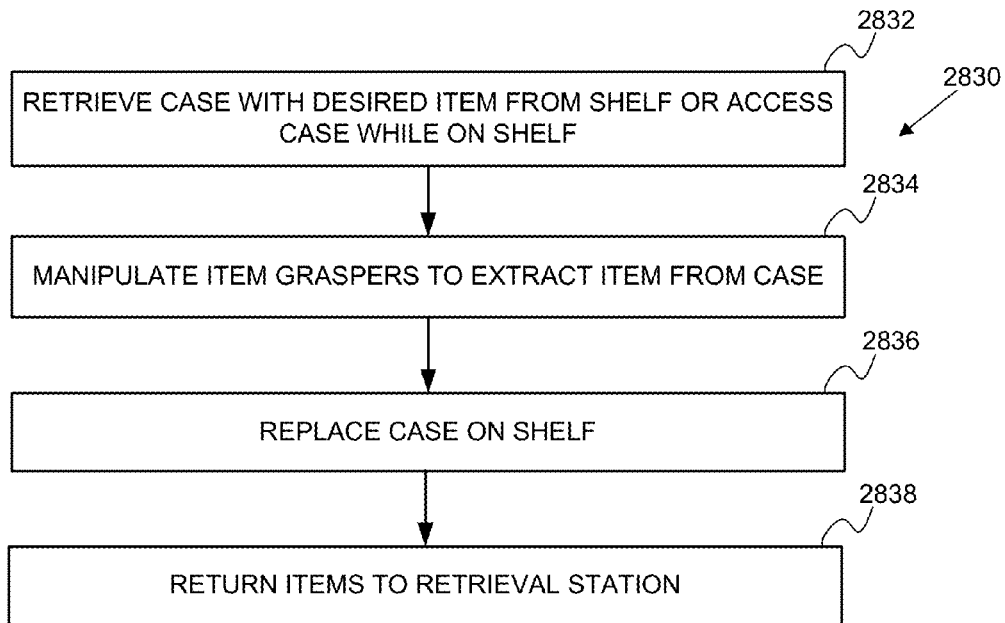 2832
2830
RETRIEVE CASE WITH DESIRED ITEM FROM SHELF OR ACCESS
CASE WHILE ON SHELF
2834
MANIPULATE ITEM GRASPERS TO EXTRACT ITEM FROM CASE
2836
REPLACE CASE ON SHELF
2838
RETURN ITEMS TO RETRIEVAL STATION